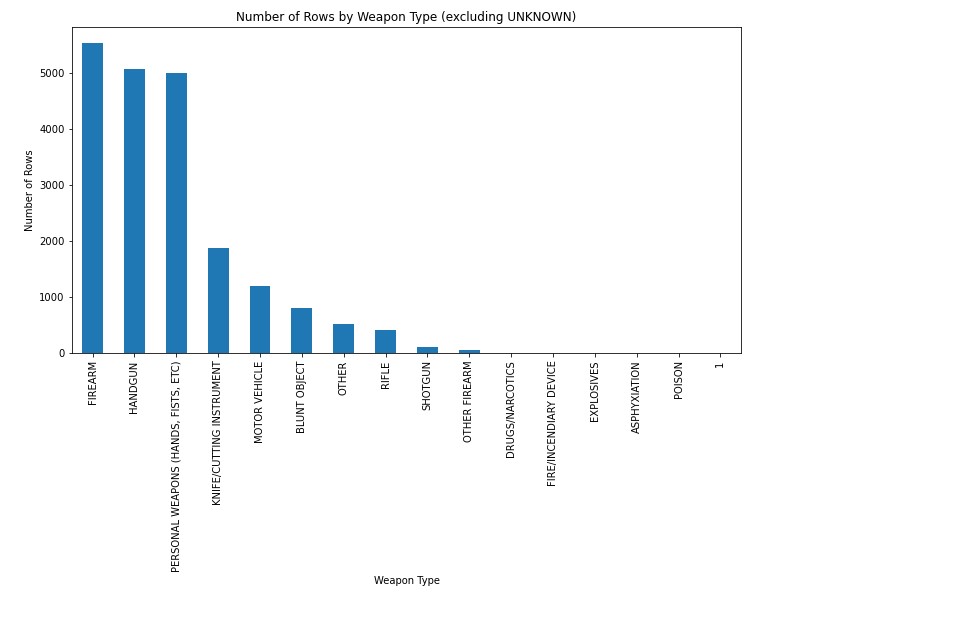 Number of Rows by Weapon Type (excluding UNKNOWN)
Number of Rows
5000
4000
3000
2000
1000
0
FIREARM
HANDGUN
PERSONAL WEAPONS (HANDS, FISTS, ETC)
KNIFE/CUTTING INSTRUMENT
MOTOR VEHICLE
BLUNT OBJECT
OTHER
RIFLE
SHOTGUN
OTHER FIREARM
DRUGS/NARCOTICS
FIRE/INCENDIARY DEVICE
EXPLOSIVES
ASPHYXIATION
POISON
1
Weapon Type